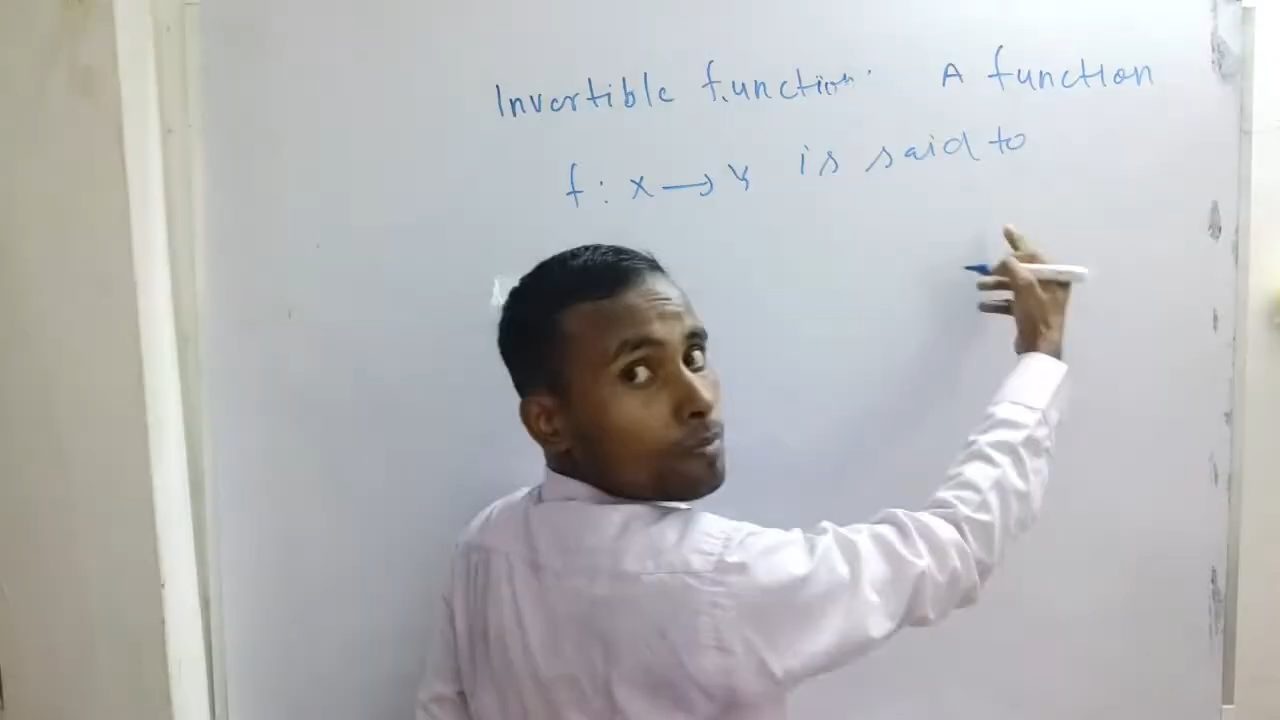 Invertible function. A function
f: x → y is said to